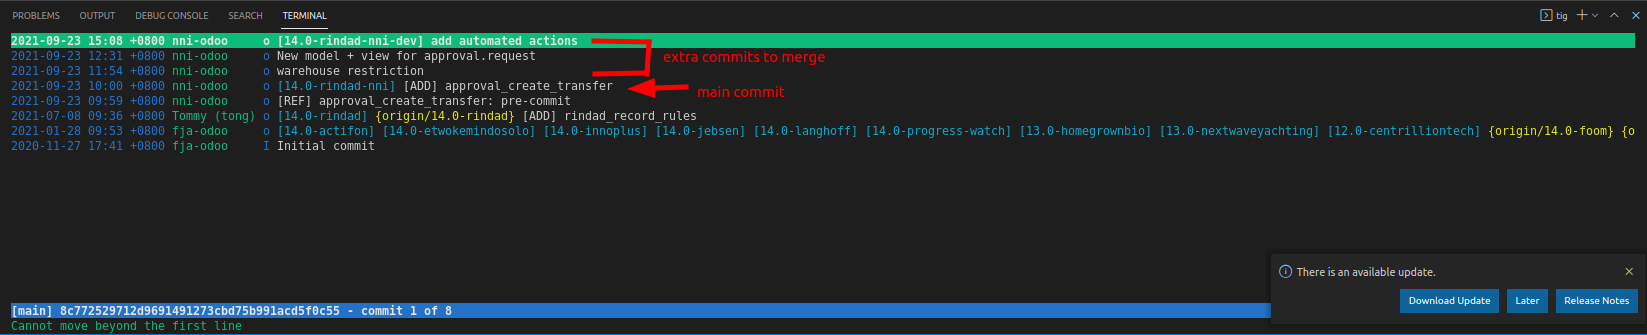 PROBLEMS OUTPUT DEBUG CONSOLE SEARCH TERMINAL tig
2021-09-23 15:08 +0800 nni-odoo o [14.0-rindad-nni-dev] add automated actions
2021-09-23 12:31 +0800 nni-odoo o New model + view for approval.request
extra commits to merge
2021-09-23 11:54 +0800 nni-odoo o warehouse restriction
2021-09-23 10:00 +0800 nni-odoo o [14.0-rindad-nni] [ADD] approval_create_transfer
main commit
2021-09-23 09:59 +0800 nni-odoo o [REF] approval_create_transfer: pre-commit
2021-07-08 09:36 +0800 Tommy (tong) o [14.0-rindad] {origin/14.0-rindad} [ADD] rindad_record_rules
2021-01-28 09:53 +0800 fja-odoo o [14.0-actifon] [14.0-etwokemindosolo] [14.0-innoplus] [14.0-jebsen] [14.0-langhoff] [14.0-progress-watch] [13.0-homegrownbio] [13.0-nextwaveyachting] [12.0-centrilliontech] {origin/14.0-foom} {o
2020-11-27 17:41 +0800 fja-odoo I Initial commit
There is an available update.
Download Update Later Release Notes
[main] 8c772529712d9691491273cbd75b991acd5f0c55 - commit 1 of 8
Cannot move beyond the first line